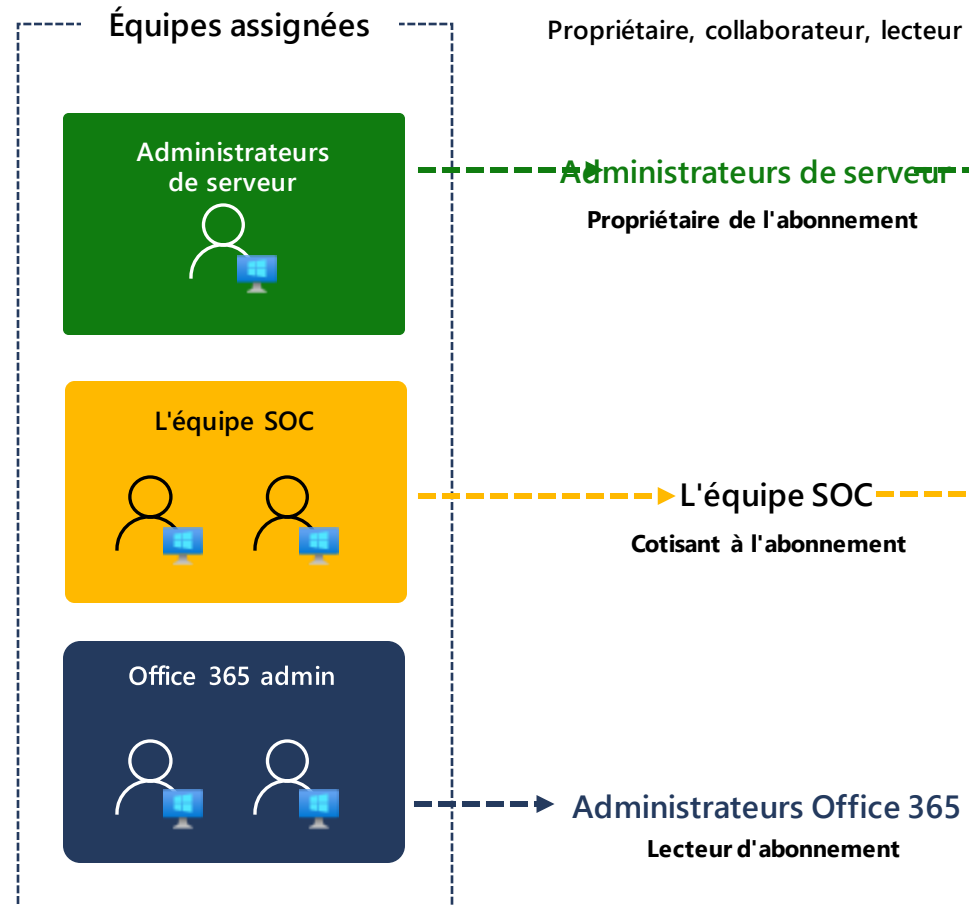 Équipes assignées
Propriétaire, collaborateur, lecteur
Administrateurs
de serveur
Administrateurs de serveur
Propriétaire de l'abonnement
L'équipe SOC
L'équipe SOC
Cotisant à l'abonnement
Office 365 admin
Administrateurs Office 365
Lecteur d'abonnement